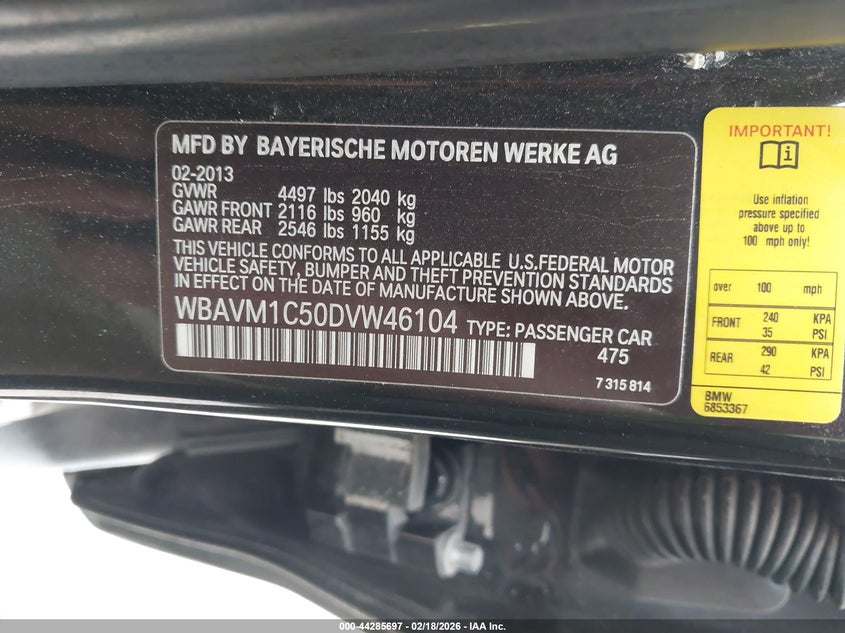 MFD BY BAYERISCHE MOTOREN WERKE AG
02-2013
GVWR 4497 lbs 2040 kg
GAWR FRONT 2116 lbs 960 kg
GAWR REAR 2546 lbs 1155 kg
THIS VEHICLE CONFORMS TO ALL APPLICABLE U.S.FEDERAL MOTOR
VEHICLE SAFETY, BUMPER AND THEFT PREVENTION STANDARDS
IN EFFECT ON THE DATE OF MANUFACTURE SHOWN ABOVE.
WBAVM1C50DVW46104 TYPE: PASSENGER CAR
475
7 315 814
IMPORTANT!
i
Use inflation
pressure specified
above up to
100 mph only!
over 100 mph
FRONT 240 KPA
35 PSI
REAR 290 KPA
42 PSI
BMW
6853367
000-44285697 - 02/18/2026 - IAA Inc.